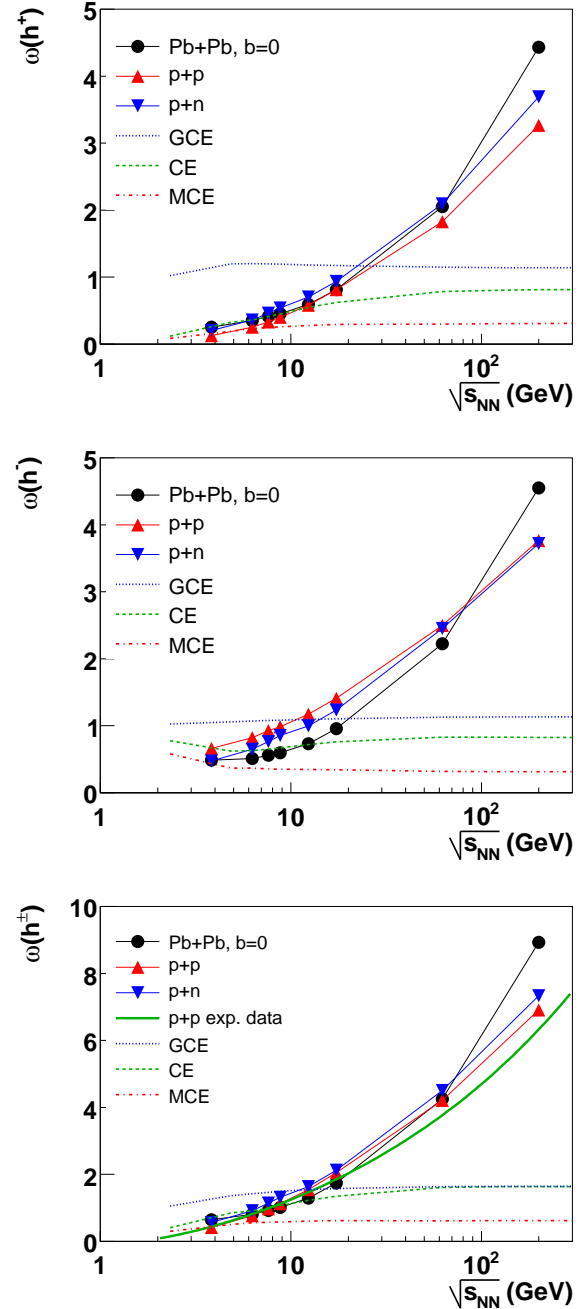 ω(h⁺)
5
4
3
2
1
0
Pb+Pb, b=0
p+p
p+n
GCE
CE
MCE
1 10 10²
√s_NN (GeV)
ω(h⁻)
5
4
3
2
1
0
Pb+Pb, b=0
p+p
p+n
GCE
CE
MCE
1 10 10²
√s_NN (GeV)
ω(h±)
10
8
6
4
2
0
Pb+Pb, b=0
p+p
p+n
p+p exp. data
GCE
CE
MCE
1 10 10²
√s_NN (GeV)